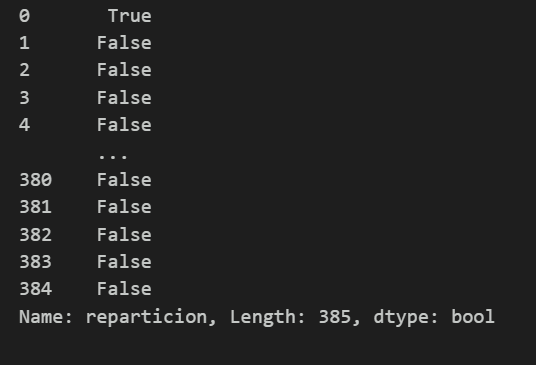 0       True
1      False
2      False
3      False
4      False
       ...
380    False
381    False
382    False
383    False
384    False
Name: reparticion, Length: 385, dtype: bool